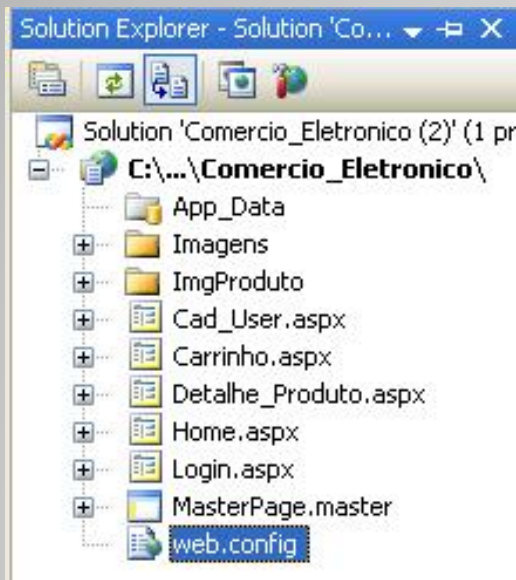 Solution Explorer - Solution 'Co...
Solution 'Comercio_Eletronico (2)' (1 pr
C:\...\Comercio_Eletronico\
App_Data
Imagens
ImgProduto
Cad_User.aspx
Carrinho.aspx
Detalhe_Produto.aspx
Home.aspx
Login.aspx
MasterPage.master
web.config